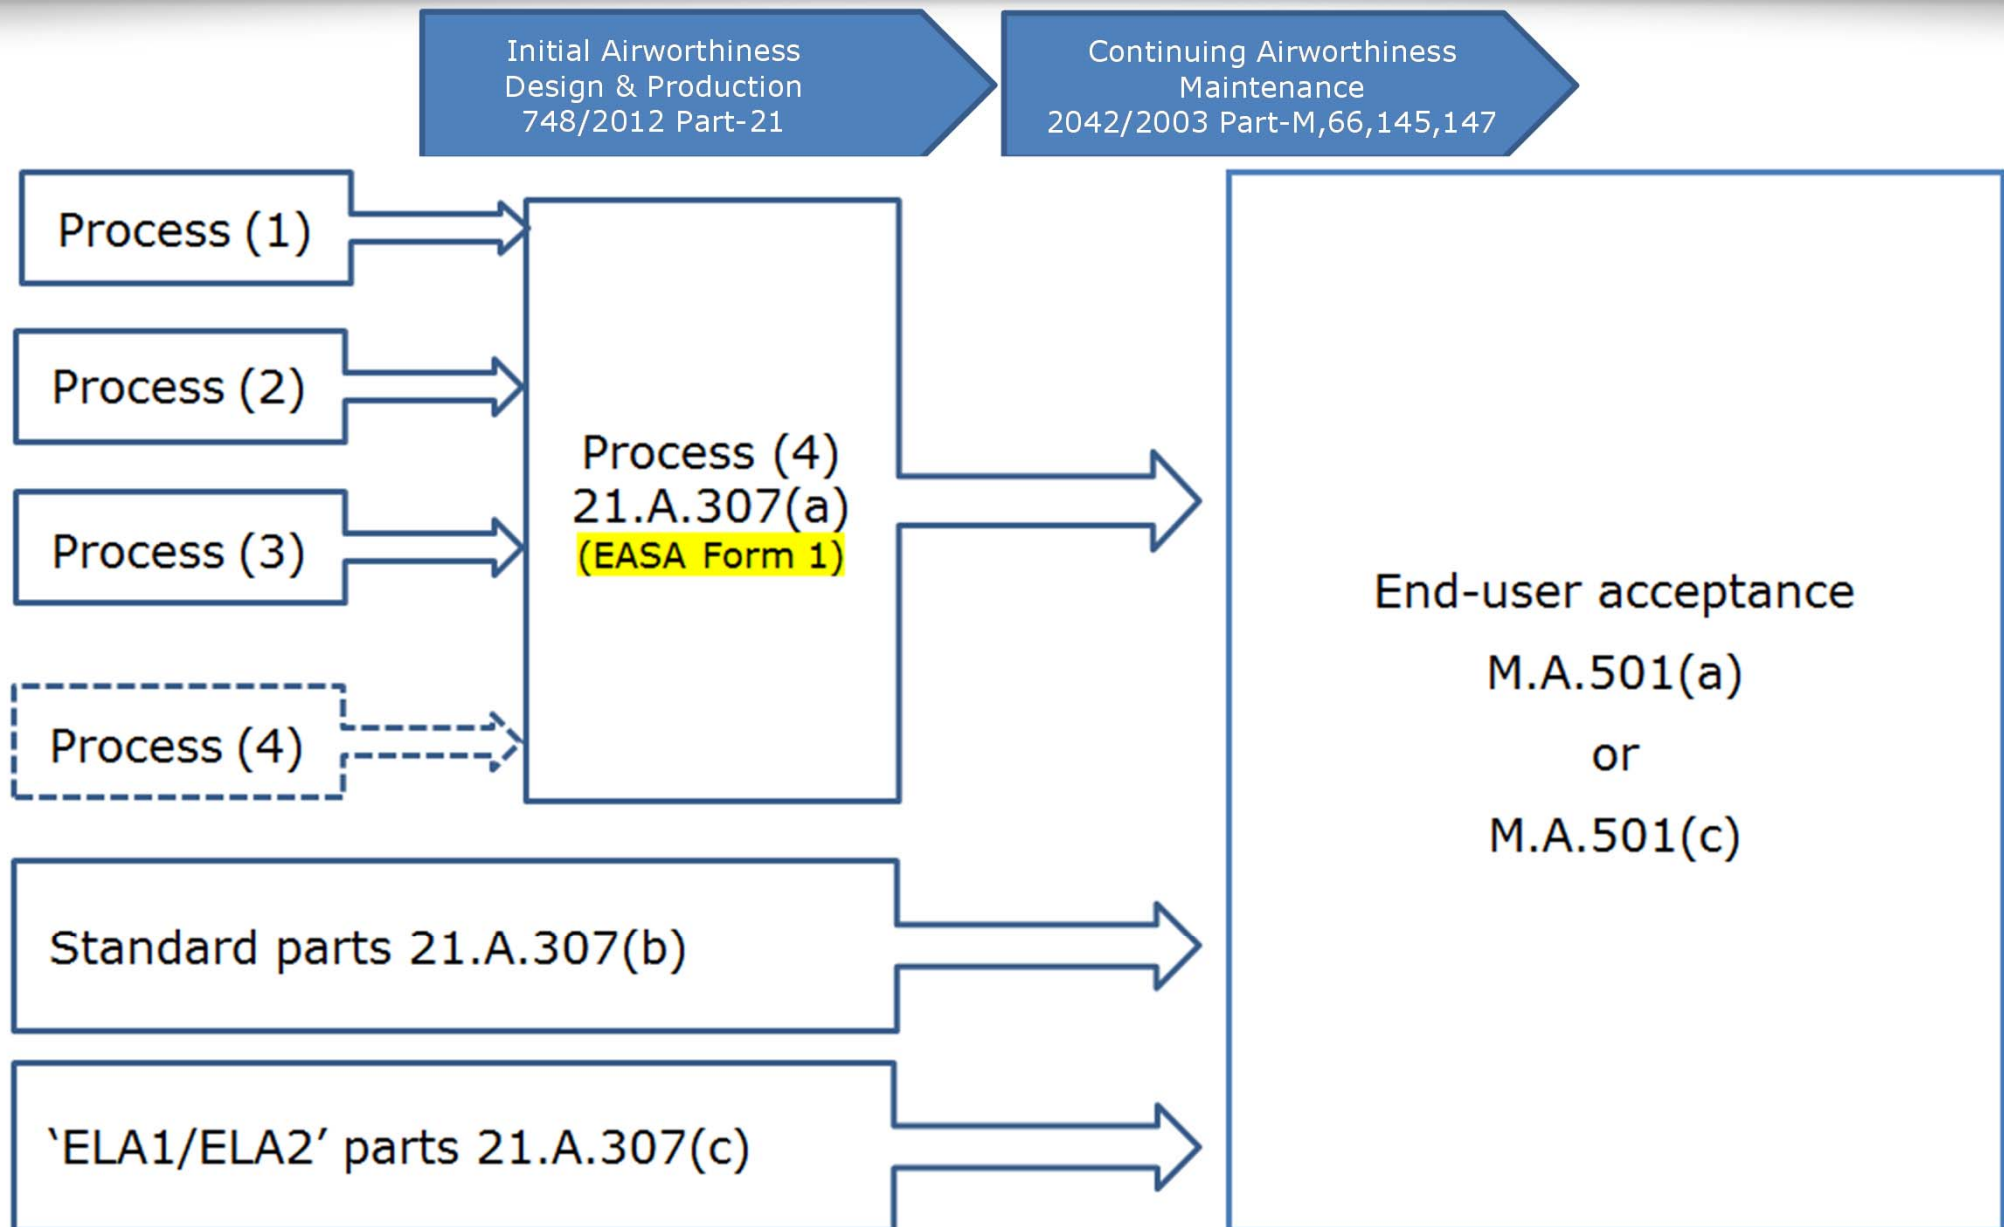 Initial Airworthiness
Design & Production
748/2012 Part-21
Continuing Airworthiness
Maintenance
2042/2003 Part-M,66,145,147
Process (1)
Process (2)
Process (3)
Process (4)
Process (4)
21.A.307(a)
(EASA Form 1)
End-user acceptance
M.A.501(a)
or
M.A.501(c)
Standard parts 21.A.307(b)
‘ELA1/ELA2’ parts 21.A.307(c)